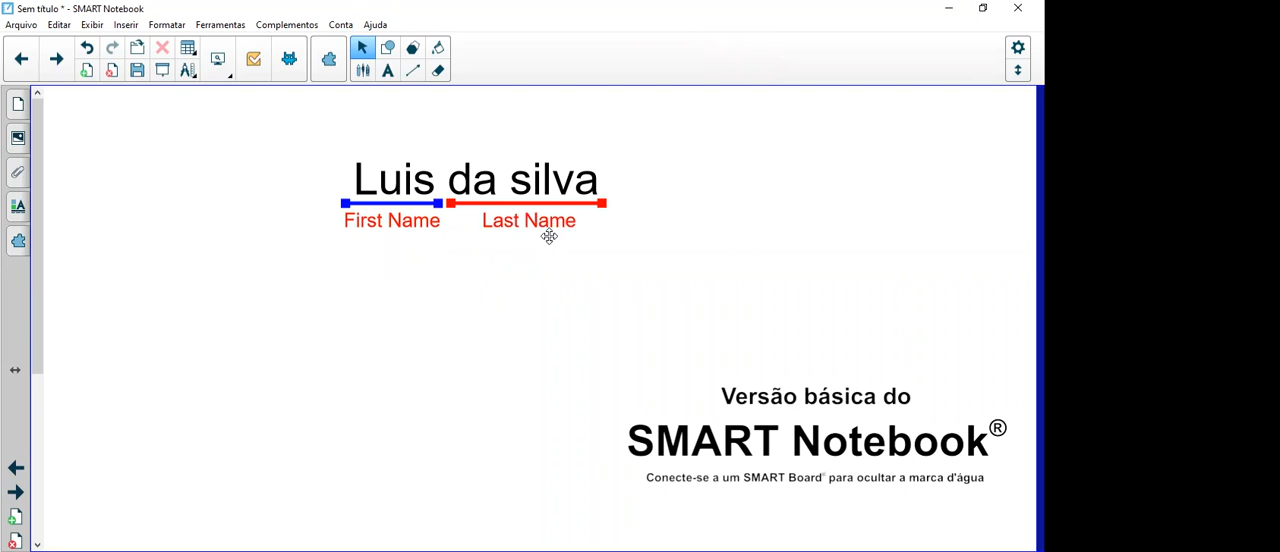 Sem título * - SMART Notebook
Arquivo Editar Exibir Inserir Formatar Ferramentas Complementos Conta Ajuda
Luis da silva
First Name Last Name
Versão básica do
SMART Notebook®
Conecte-se a um SMART Board® para ocultar a marca d'água